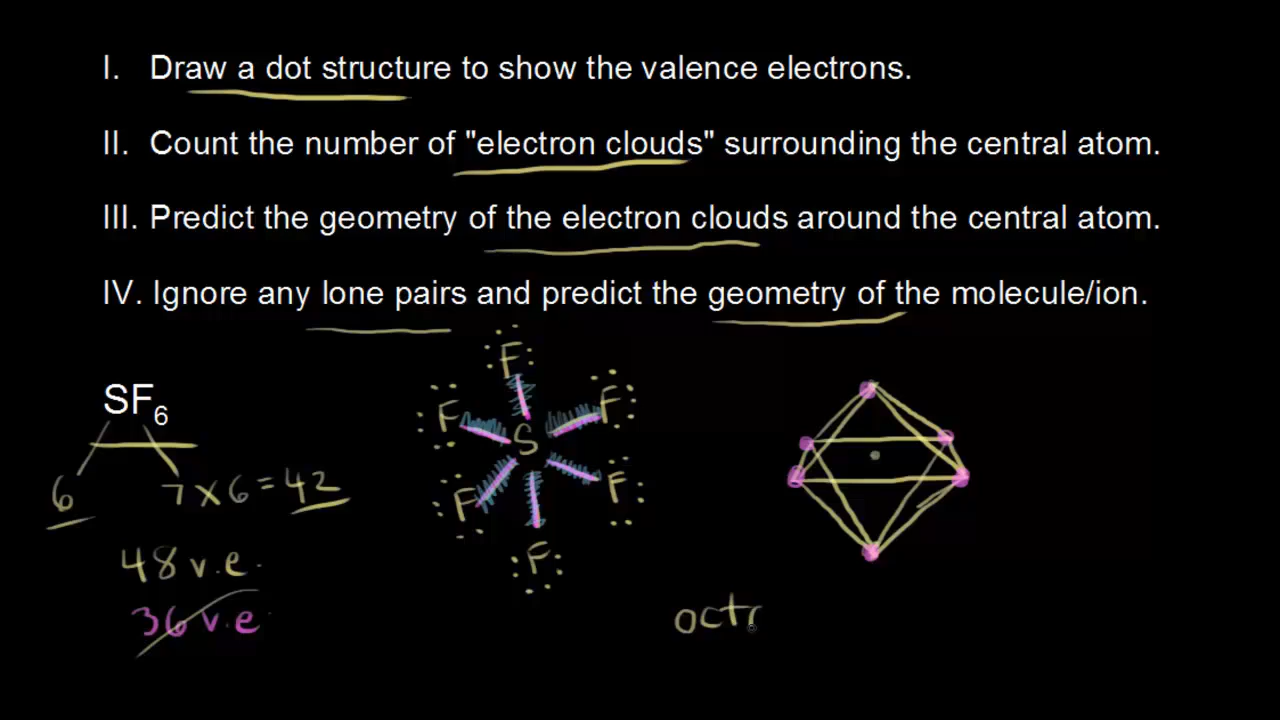 I. Draw a dot structure to show the valence electrons.
II. Count the number of "electron clouds" surrounding the central atom.
III. Predict the geometry of the electron clouds around the central atom.
IV. Ignore any lone pairs and predict the geometry of the molecule/ion.
SF6
6 7 x 6 = 42
48 v.e.
36 v.e
F
F F
S
F F
F
octr